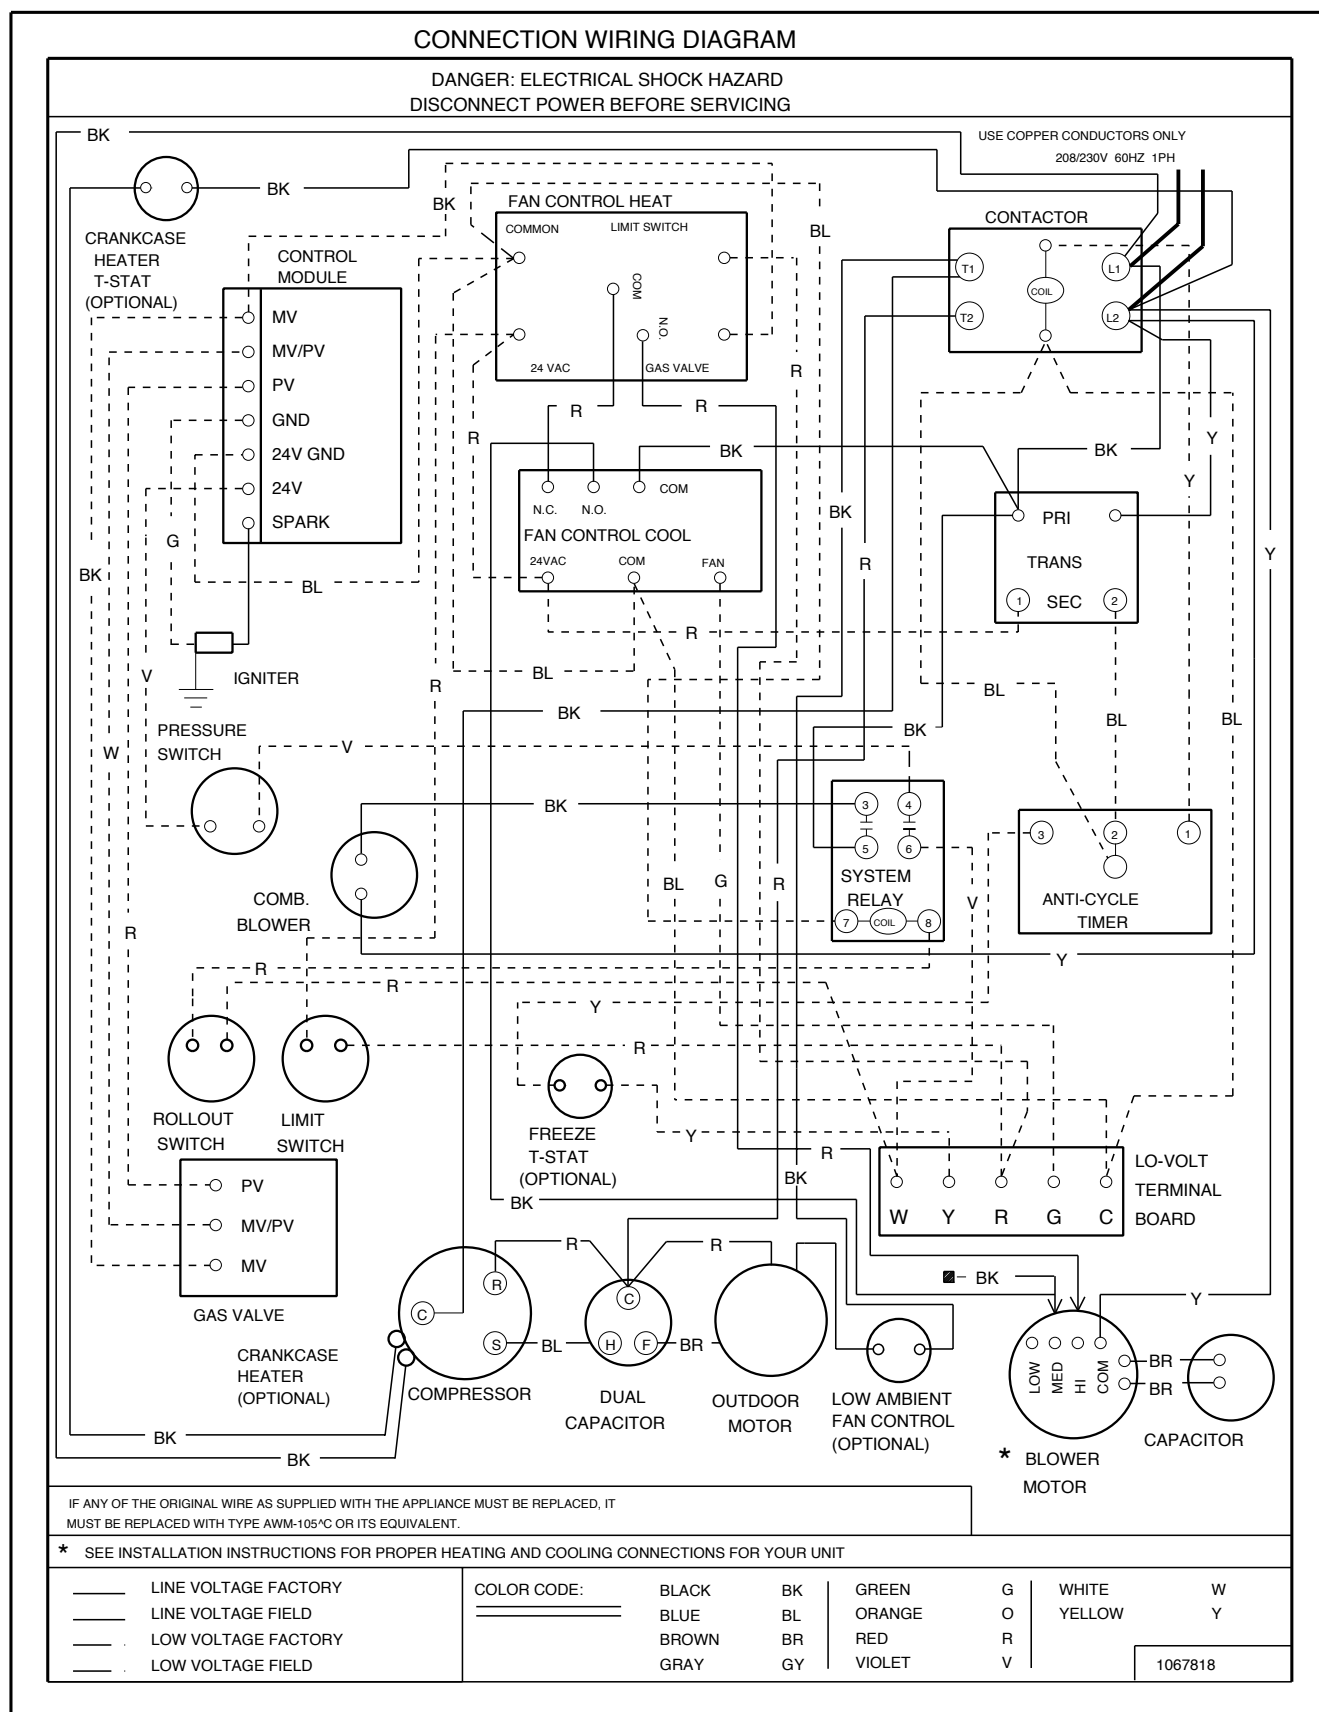 CONNECTION WIRING DIAGRAM
DANGER: ELECTRICAL SHOCK HAZARD
DISCONNECT POWER BEFORE SERVICING
BK
USE COPPER CONDUCTORS ONLY
208/230V 60HZ 1PH
BK
CRANKCASE
HEATER
T-STAT
(OPTIONAL)
CONTROL
MODULE
MV
MV/PV
PV
GND
24V GND
24V
SPARK
BK
FAN CONTROL HEAT
COMMON
LIMIT SWITCH
COM
N.O.
24 VAC
GAS VALVE
BL
R
CONTACTOR
T1
T2
COIL
L1
L2
R
R
R
BK
BK
Y
Y
COM
N.C.
N.O.
FAN CONTROL COOL
24VAC
COM
FAN
BK
R
PRI
TRANS
1
SEC
2
Y
G
BK
BL
R
IGNITER
V
BL
R
BL
BL
BL
BK
BK
PRESSURE
SWITCH
W
V
BK
3
4
5
6
SYSTEM
RELAY
7
COIL
8
3
2
1
ANTI-CYCLE
TIMER
COMB.
BLOWER
BL
G
R
V
R
R
R
Y
Y
R
ROLLOUT
SWITCH
LIMIT
SWITCH
FREEZE
T-STAT
(OPTIONAL)
Y
R
BK
BK
W
Y
R
G
C
LO-VOLT
TERMINAL
BOARD
PV
MV/PV
MV
GAS VALVE
R
R
BK
Y
R
C
S
BL
C
H
F
BR
CRANKCASE
HEATER
(OPTIONAL)
COMPRESSOR
DUAL
CAPACITOR
OUTDOOR
MOTOR
LOW AMBIENT
FAN CONTROL
(OPTIONAL)
LOW
MED
HI
COM
BR
BR
CAPACITOR
* BLOWER
MOTOR
BK
BK
IF ANY OF THE ORIGINAL WIRE AS SUPPLIED WITH THE APPLIANCE MUST BE REPLACED, IT
MUST BE REPLACED WITH TYPE AWM-105^C OR ITS EQUIVALENT.
* SEE INSTALLATION INSTRUCTIONS FOR PROPER HEATING AND COOLING CONNECTIONS FOR YOUR UNIT
LINE VOLTAGE FACTORY
LINE VOLTAGE FIELD
LOW VOLTAGE FACTORY
LOW VOLTAGE FIELD
COLOR CODE:
BLACK BK
BLUE BL
BROWN BR
GRAY GY
GREEN G
ORANGE O
RED R
VIOLET V
WHITE W
YELLOW Y
1067818